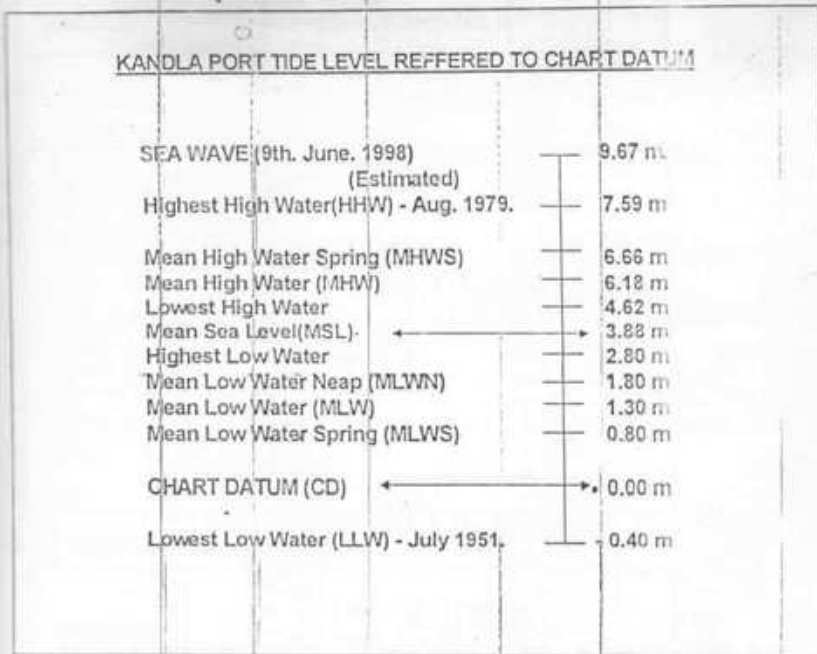 KANDLA PORT TIDE LEVEL REFFERED TO CHART DATUM
SEA WAVE (9th. June. 1998) 9.67 m
(Estimated)
Highest High Water(HHW) - Aug. 1979. 7.59 m
Mean High Water Spring (MHWS) 6.66 m
Mean High Water (MHW) 6.18 m
Lowest High Water 4.62 m
Mean Sea Level(MSL)- 3.88 m
Highest Low Water 2.80 m
Mean Low Water Neap (MLWN) 1.80 m
Mean Low Water (MLW) 1.30 m
Mean Low Water Spring (MLWS) 0.80 m
CHART DATUM (CD) 0.00 m
Lowest Low Water (LLW) - July 1951. - 0.40 m